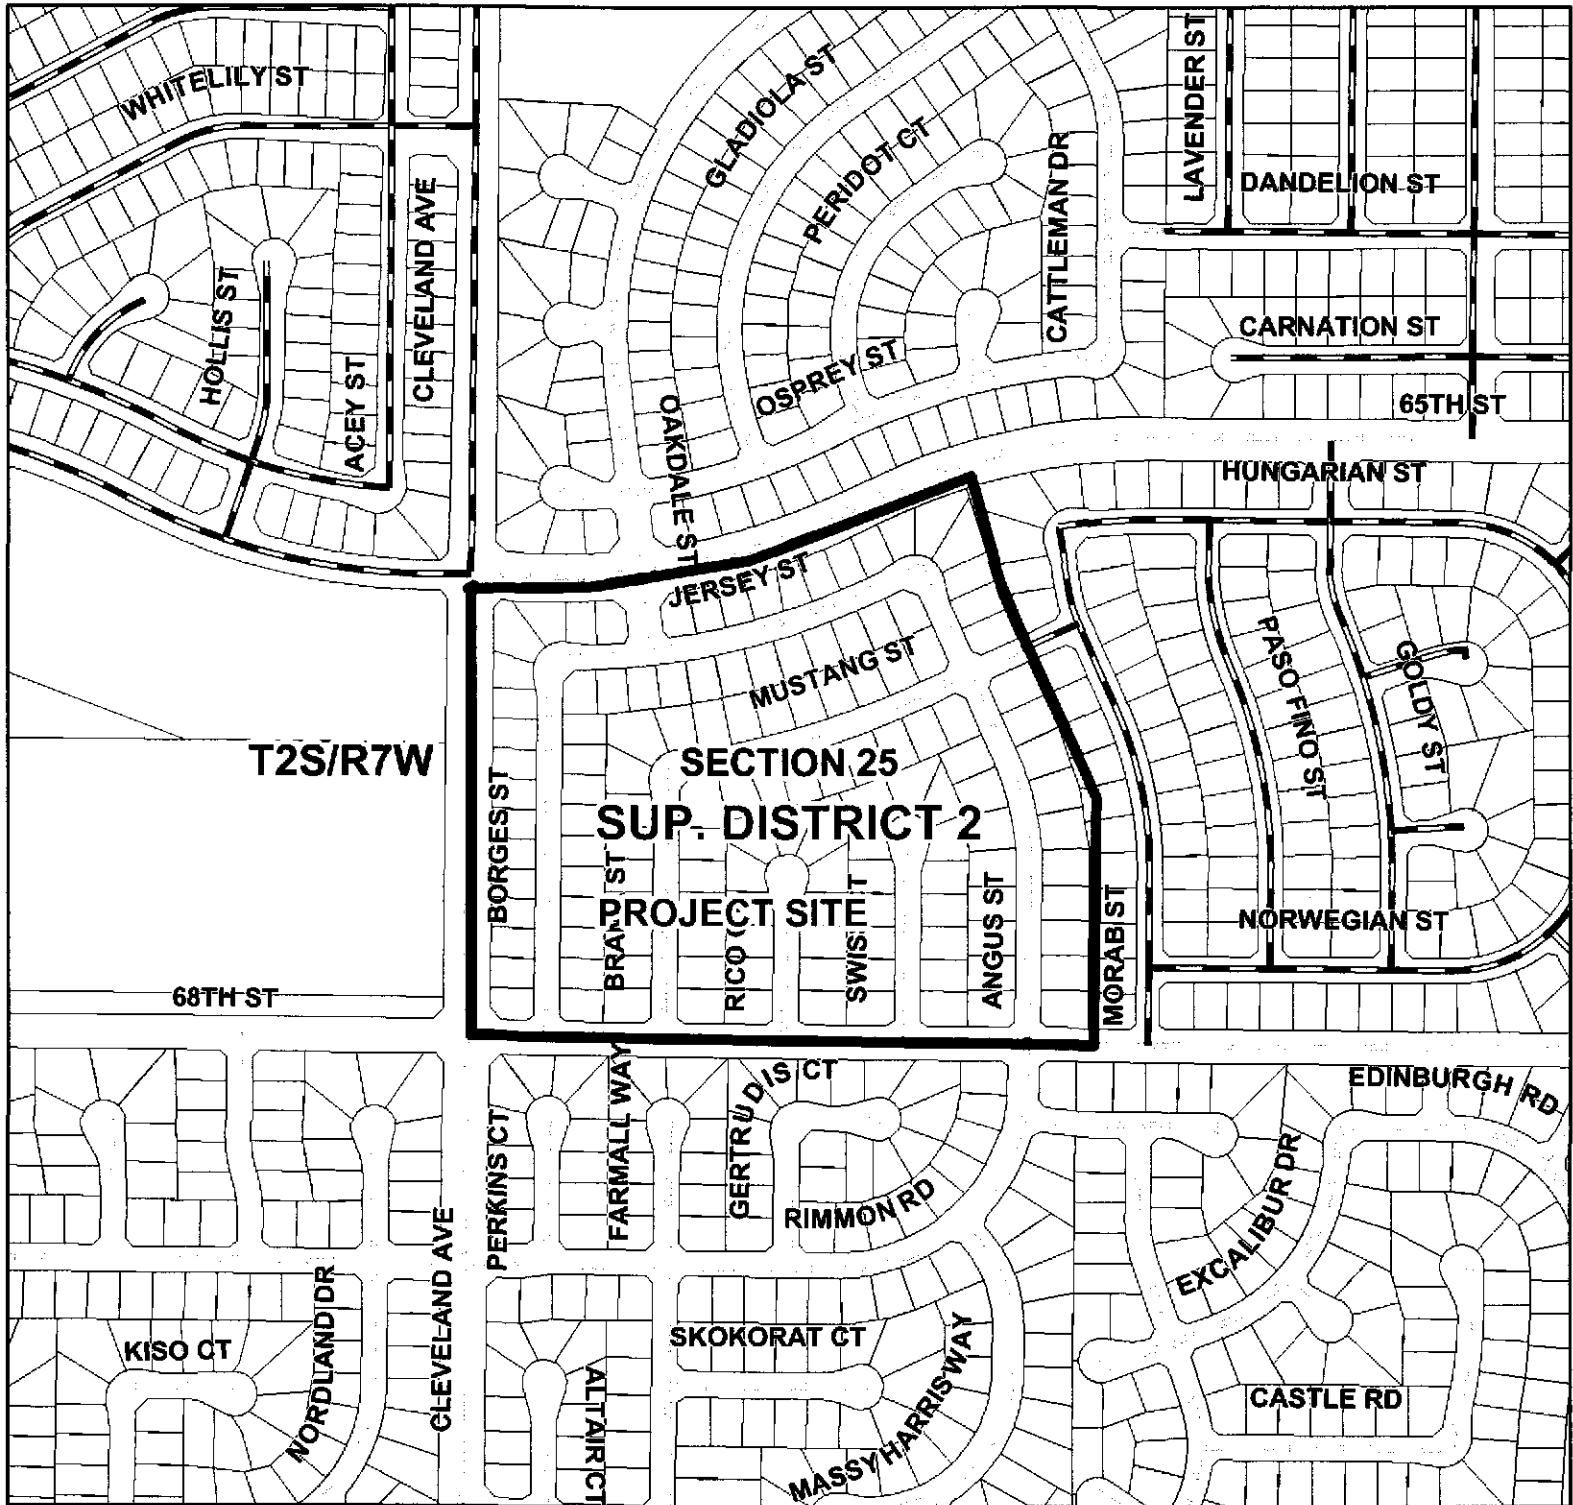 WHITELILY ST
GLADIOLA ST
PERIDOT CT
CATTLEMAN DR
LAVENDER ST
DANDELION ST
CLEVELAND AVE
HOLLIS ST
ACEY ST
OSPREY ST
OAKDALE ST
CARNATION ST
65TH ST
HUNGARIAN ST
JERSEY ST
MUSTANG ST
PASO FINO ST
GOLDY ST
T2S/R7W
SECTION 25
SUP. DISTRICT 2
PROJECT SITE
BORGES ST
RICO
ANGUS ST
MORAB ST
NORWEGIAN ST
68TH ST
EDINBURGH RD
PERKINS CT
FARMALL WAY
GERTRUDIS CT
RIMMON RD
EXCALIBUR DR
CLEVELAND AVE
NORDLAND DR
KISO CT
SKOKORAT CT
ALTAIR CT
MASSY HARRIS WAY
CASTLE RD